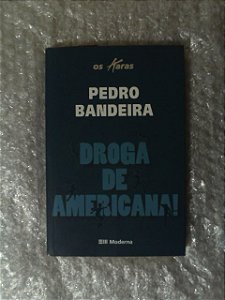 os Karas
PEDRO
BANDEIRA
DROGA
DE
AMERICANA!
Moderna